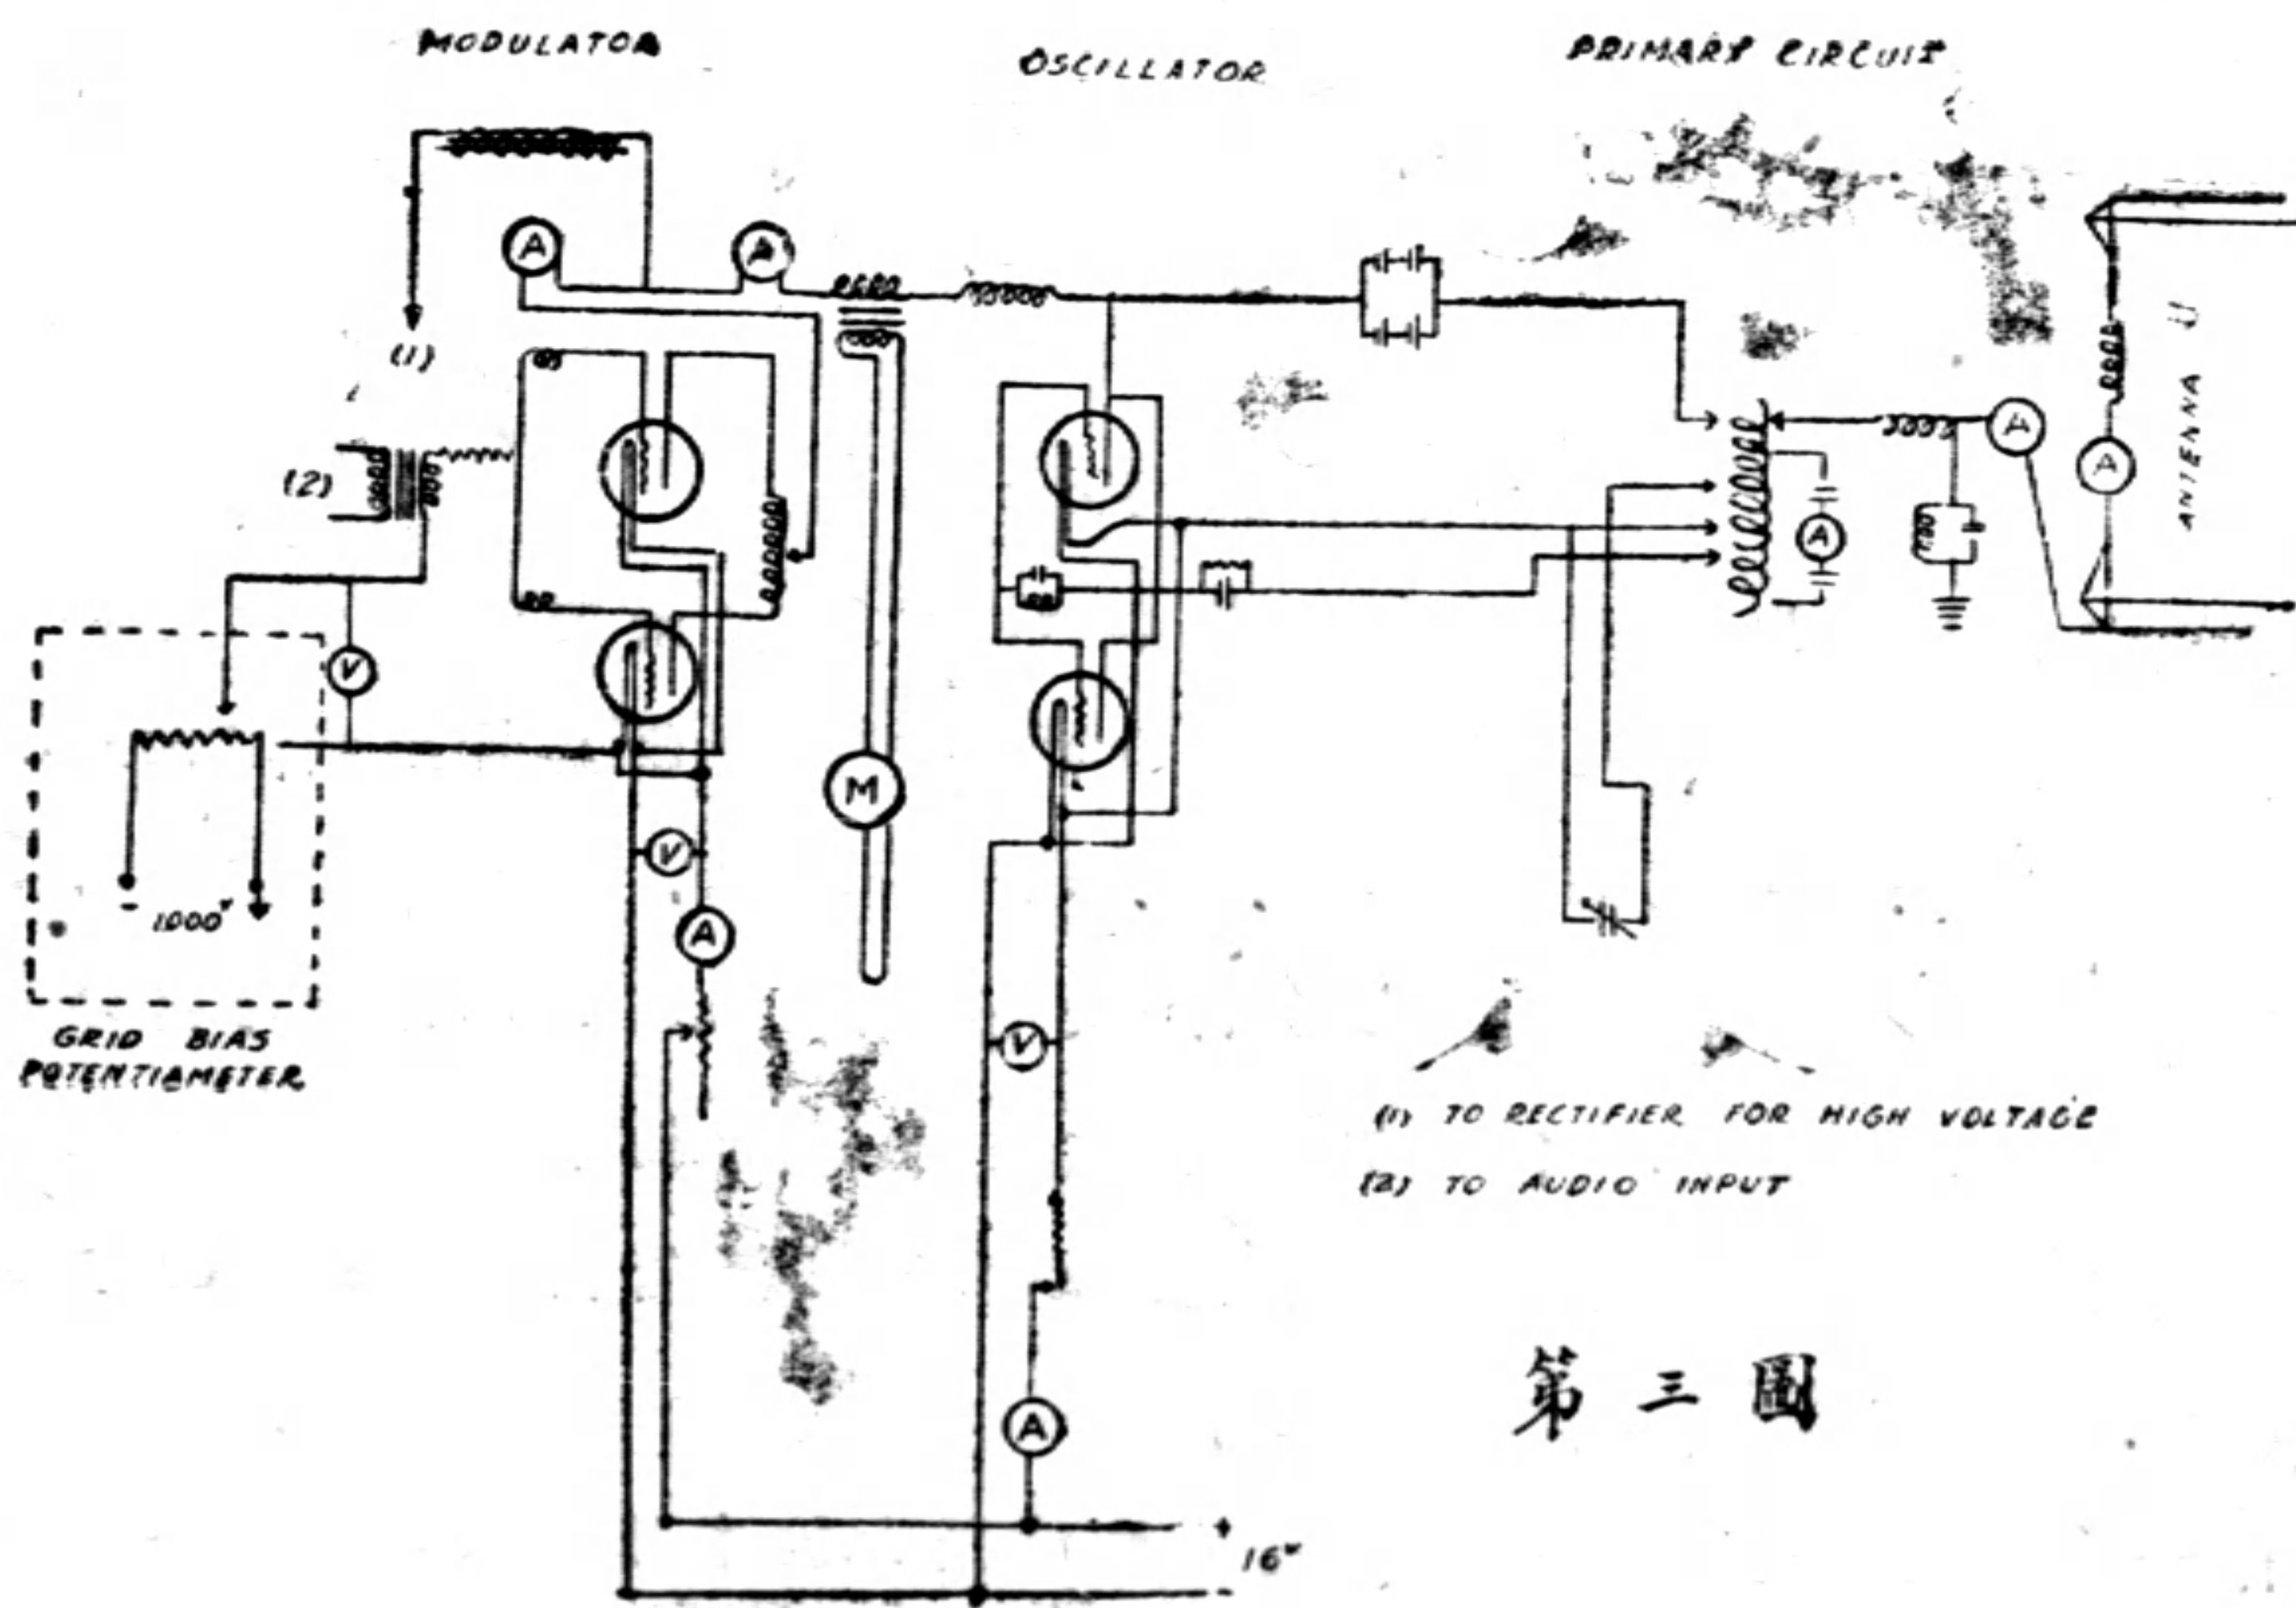 MODULATOR
OSCILLATOR
PRIMARY CIRCUIT
A
A
(1)
(2)
A
A
A
ANTENNA
V
M
V
A
- 1000v
GRID BIAS
POTENTIAMETER
V
(1) TO RECTIFIER FOR HIGH VOLTAGE
(2) TO AUDIO INPUT
第三圖
A
+
16v
-